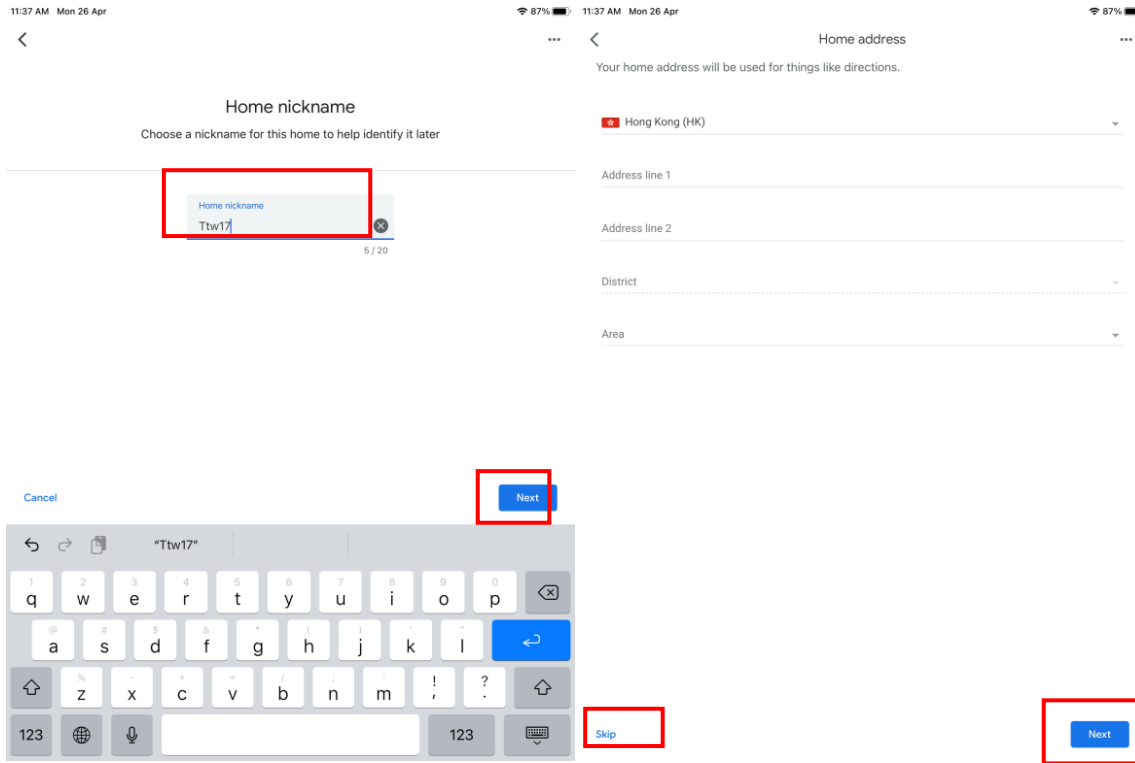 11:37 AM Mon 26 Apr
87%
Home nickname
Choose a nickname for this home to help identify it later
Home nickname
Ttw17
5 / 20
Cancel
Next
"Ttw17"
1 2 3 4 5 6 7 8 9 0
q w e r t y u i o p
@ # $ & * ( ) ' "
a s d f g h j k l
% - + = / ; : ! ?
z x c v b n m , .
123
123
11:37 AM Mon 26 Apr
87%
Home address
Your home address will be used for things like directions.
Hong Kong (HK)
Address line 1
Address line 2
District
Area
Skip
Next